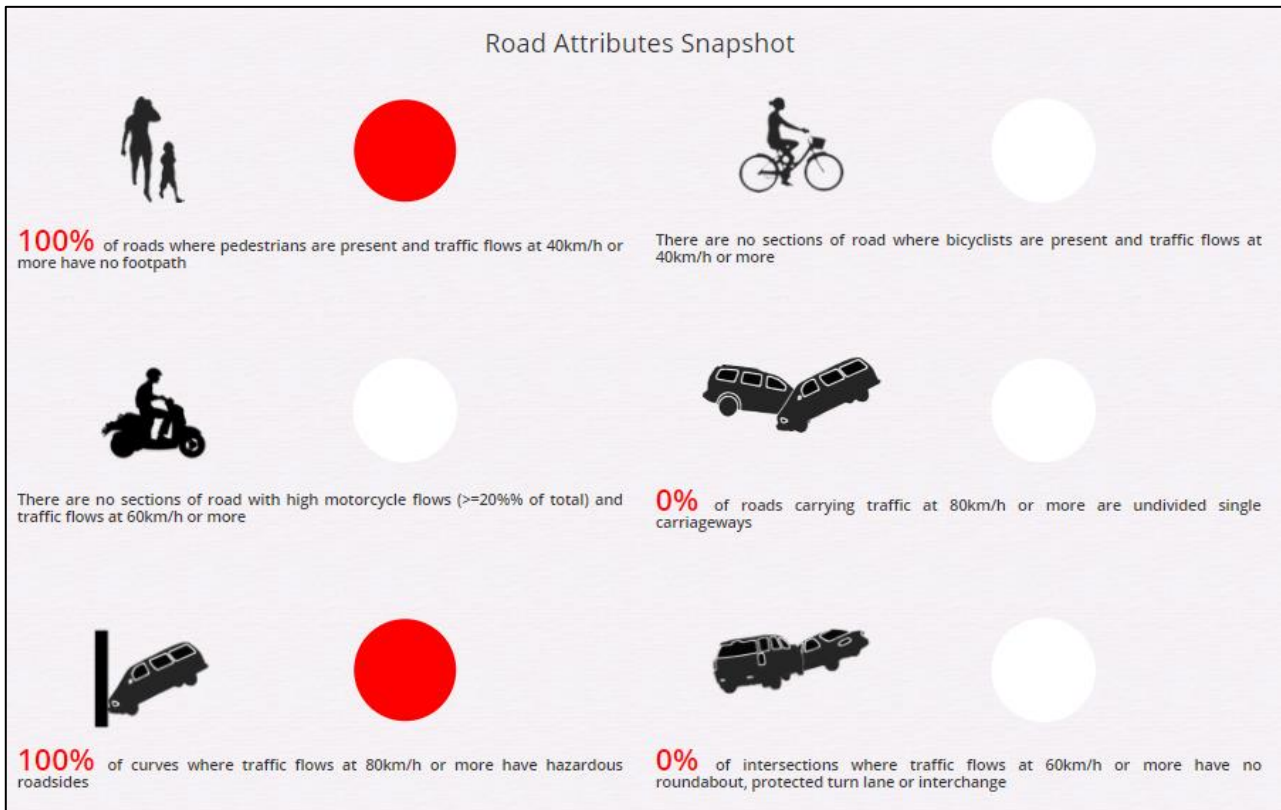 Road Attributes Snapshot
100% of roads where pedestrians are present and traffic flows at 40km/h or
more have no footpath
There are no sections of road where bicyclists are present and traffic flows at
40km/h or more
There are no sections of road with high motorcycle flows (>=20%% of total) and
traffic flows at 60km/h or more
0% of roads carrying traffic at 80km/h or more are undivided single
carriageways
100% of curves where traffic flows at 80km/h or more have hazardous
roadsides
0% of intersections where traffic flows at 60km/h or more have no
roundabout, protected turn lane or interchange